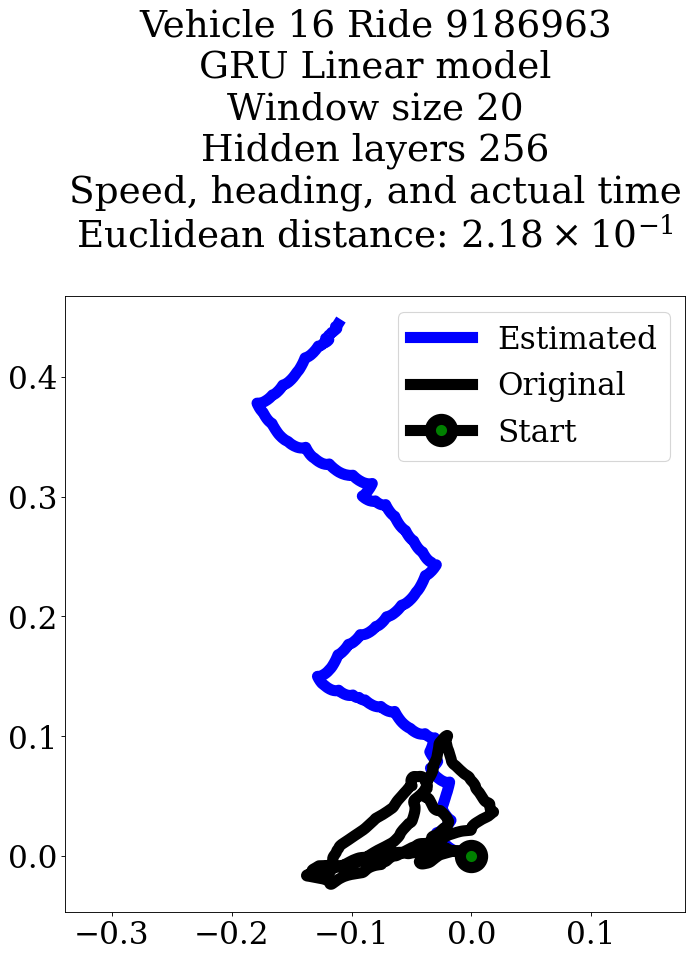 Vehicle 16 Ride 9186963
GRU Linear model
Window size 20
Hidden layers 256
Speed, heading, and actual time
Euclidean distance: 2.18 × 10⁻¹
Estimated
Original
Start
0.4
0.3
0.2
0.1
0.0
−0.3 −0.2 −0.1 0.0 0.1